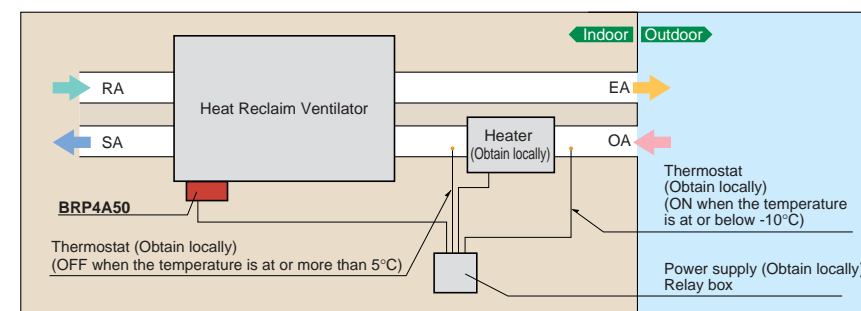 Indoor Outdoor
RA
EA
Heat Reclaim Ventilator
SA
Heater
(Obtain locally)
OA
Thermostat
(Obtain locally)
(ON when the temperature
is at or below -10°C)
BRP4A50
Thermostat (Obtain locally)
(OFF when the temperature is at or more than 5°C)
Power supply (Obtain locally)
Relay box